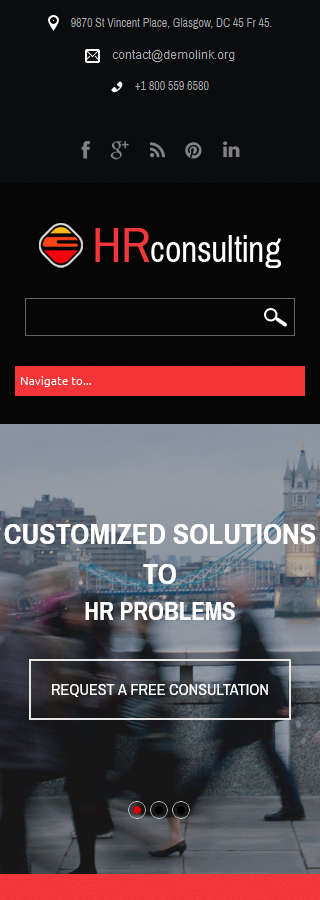 9870 St Vincent Place, Glasgow, DC 45 Fr 45.
contact@demolink.org
+1 800 559 6580
HRconsulting
Navigate to...
CUSTOMIZED SOLUTIONS
TO
HR PROBLEMS
REQUEST A FREE CONSULTATION